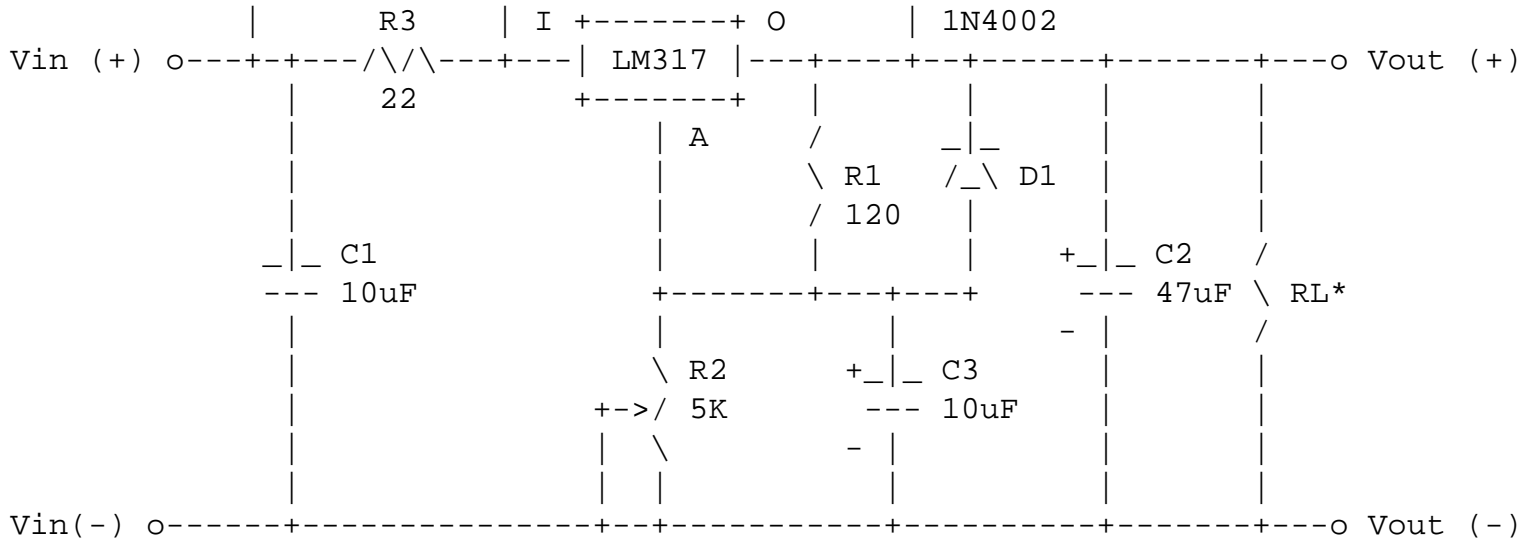 R3 I O 1N4002
Vin (+) LM317 Vout (+)
22
A
R1 D1
120
C1 + C2
10uF 47uF RL*
-
R2 + C3
5K 10uF
-
Vin(-) Vout (-)